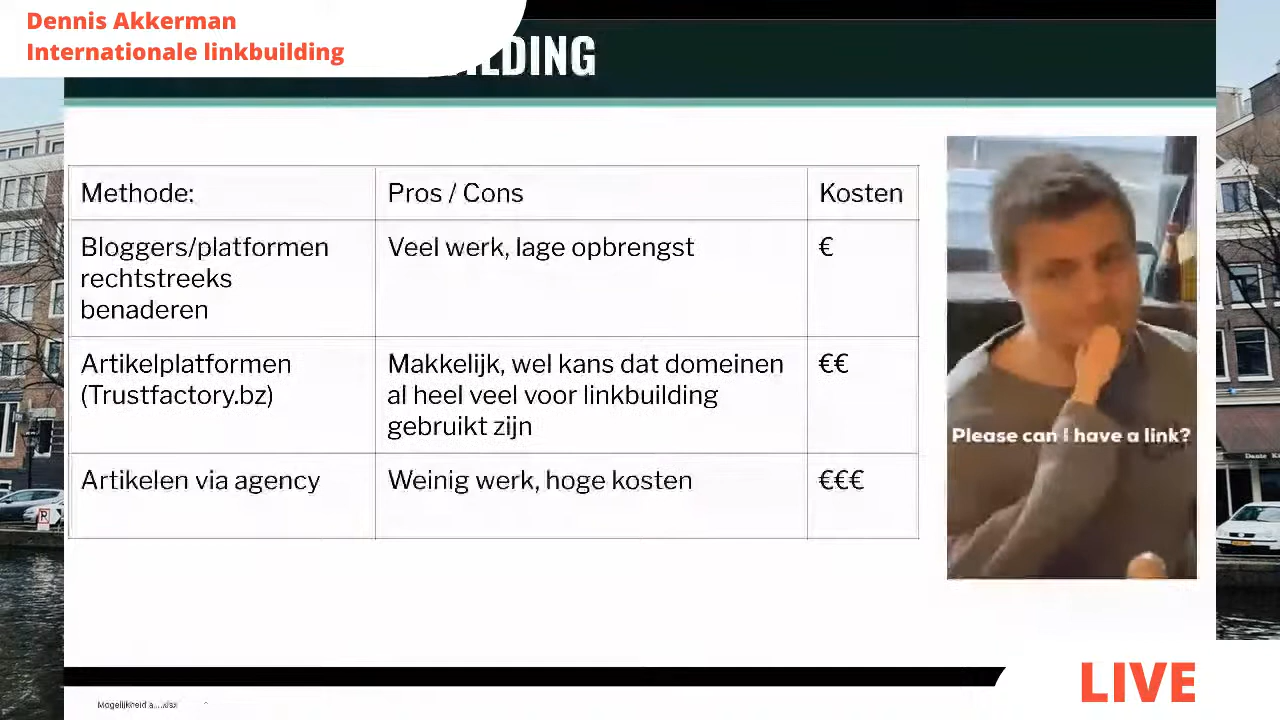 Dennis Akkerman
Internationale linkbuilding
ILDING
Methode:
Pros / Cons
Kosten
Bloggers/platformen
rechtstreeks
benaderen
Veel werk, lage opbrengst
€
Artikelplatformen
(Trustfactory.bz)
Makkelijk, wel kans dat domeinen
al heel veel voor linkbuilding
gebruikt zijn
€€
Artikelen via agency
Weinig werk, hoge kosten
€€€
Please can I have a link?
LIVE